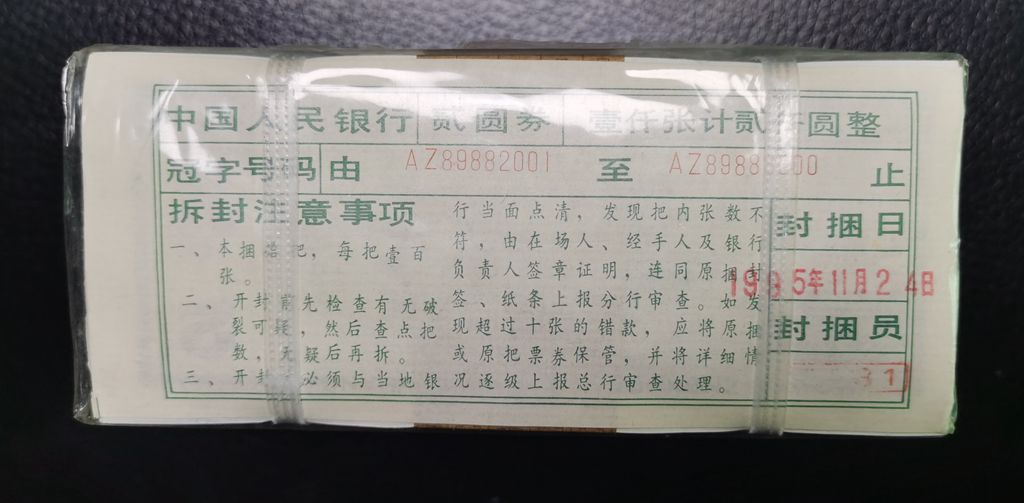 中国人民银行 贰圆券 壹仟张计贰仟圆整
冠字号码 由 AZ89882001 至 AZ89883000 止
拆封注意事项
一、本捆拾把，每把壹百
张。
二、开封前先检查有无破
裂可疑，然后查点把
数，无疑后再拆。
三、开封时必须与当地银
行当面点清，发现把内张数不
符，由在场人、经手人及银行
负责人签章证明，连同原捆封
签、纸条上报分行审查。如发
现超过十张的错款，应将原捆
或原把票券保管，并将详细情
况逐级上报总行审查处理。
封捆日
1995年11月24日
封捆员
31